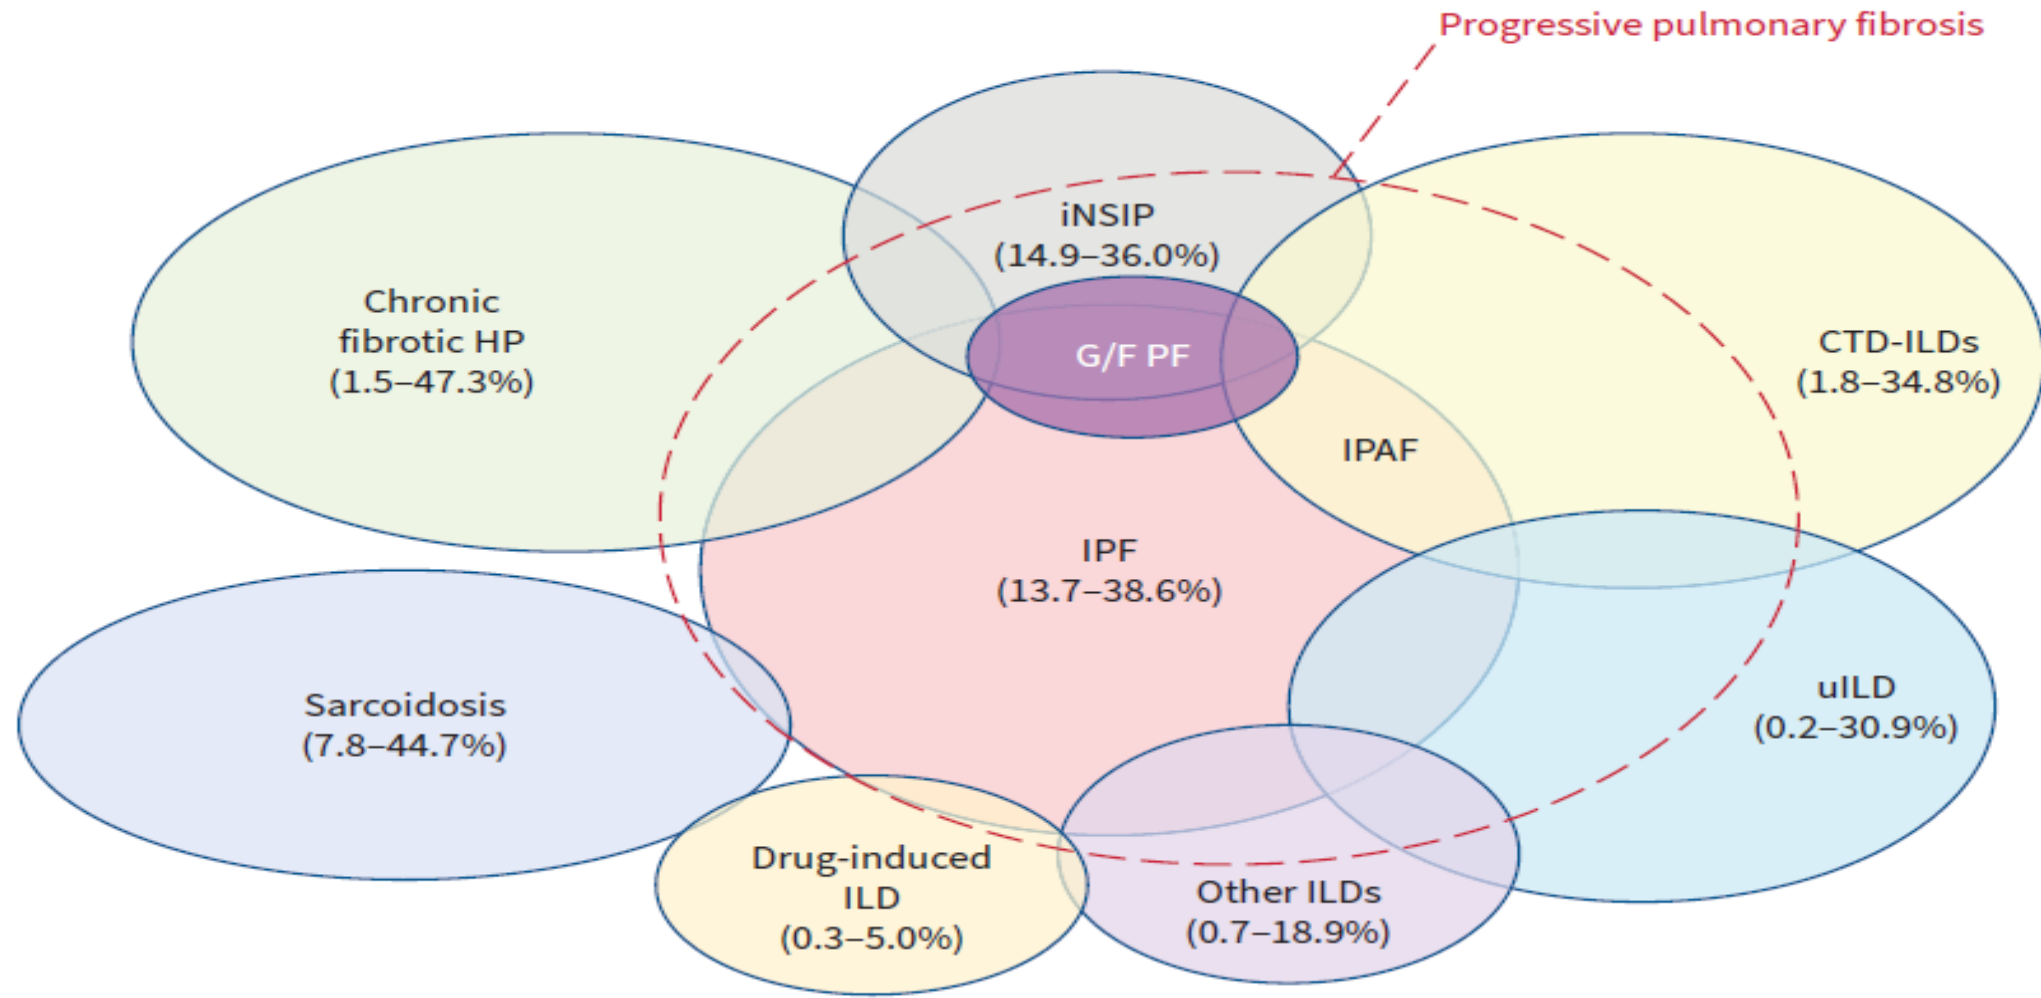 Progressive pulmonary fibrosis
iNSIP
(14.9–36.0%)
Chronic
fibrotic HP
(1.5–47.3%)
G/F PF
CTD-ILDs
(1.8–34.8%)
IPAF
IPF
(13.7–38.6%)
Sarcoidosis
(7.8–44.7%)
uILD
(0.2–30.9%)
Drug-induced
ILD
(0.3–5.0%)
Other ILDs
(0.7–18.9%)